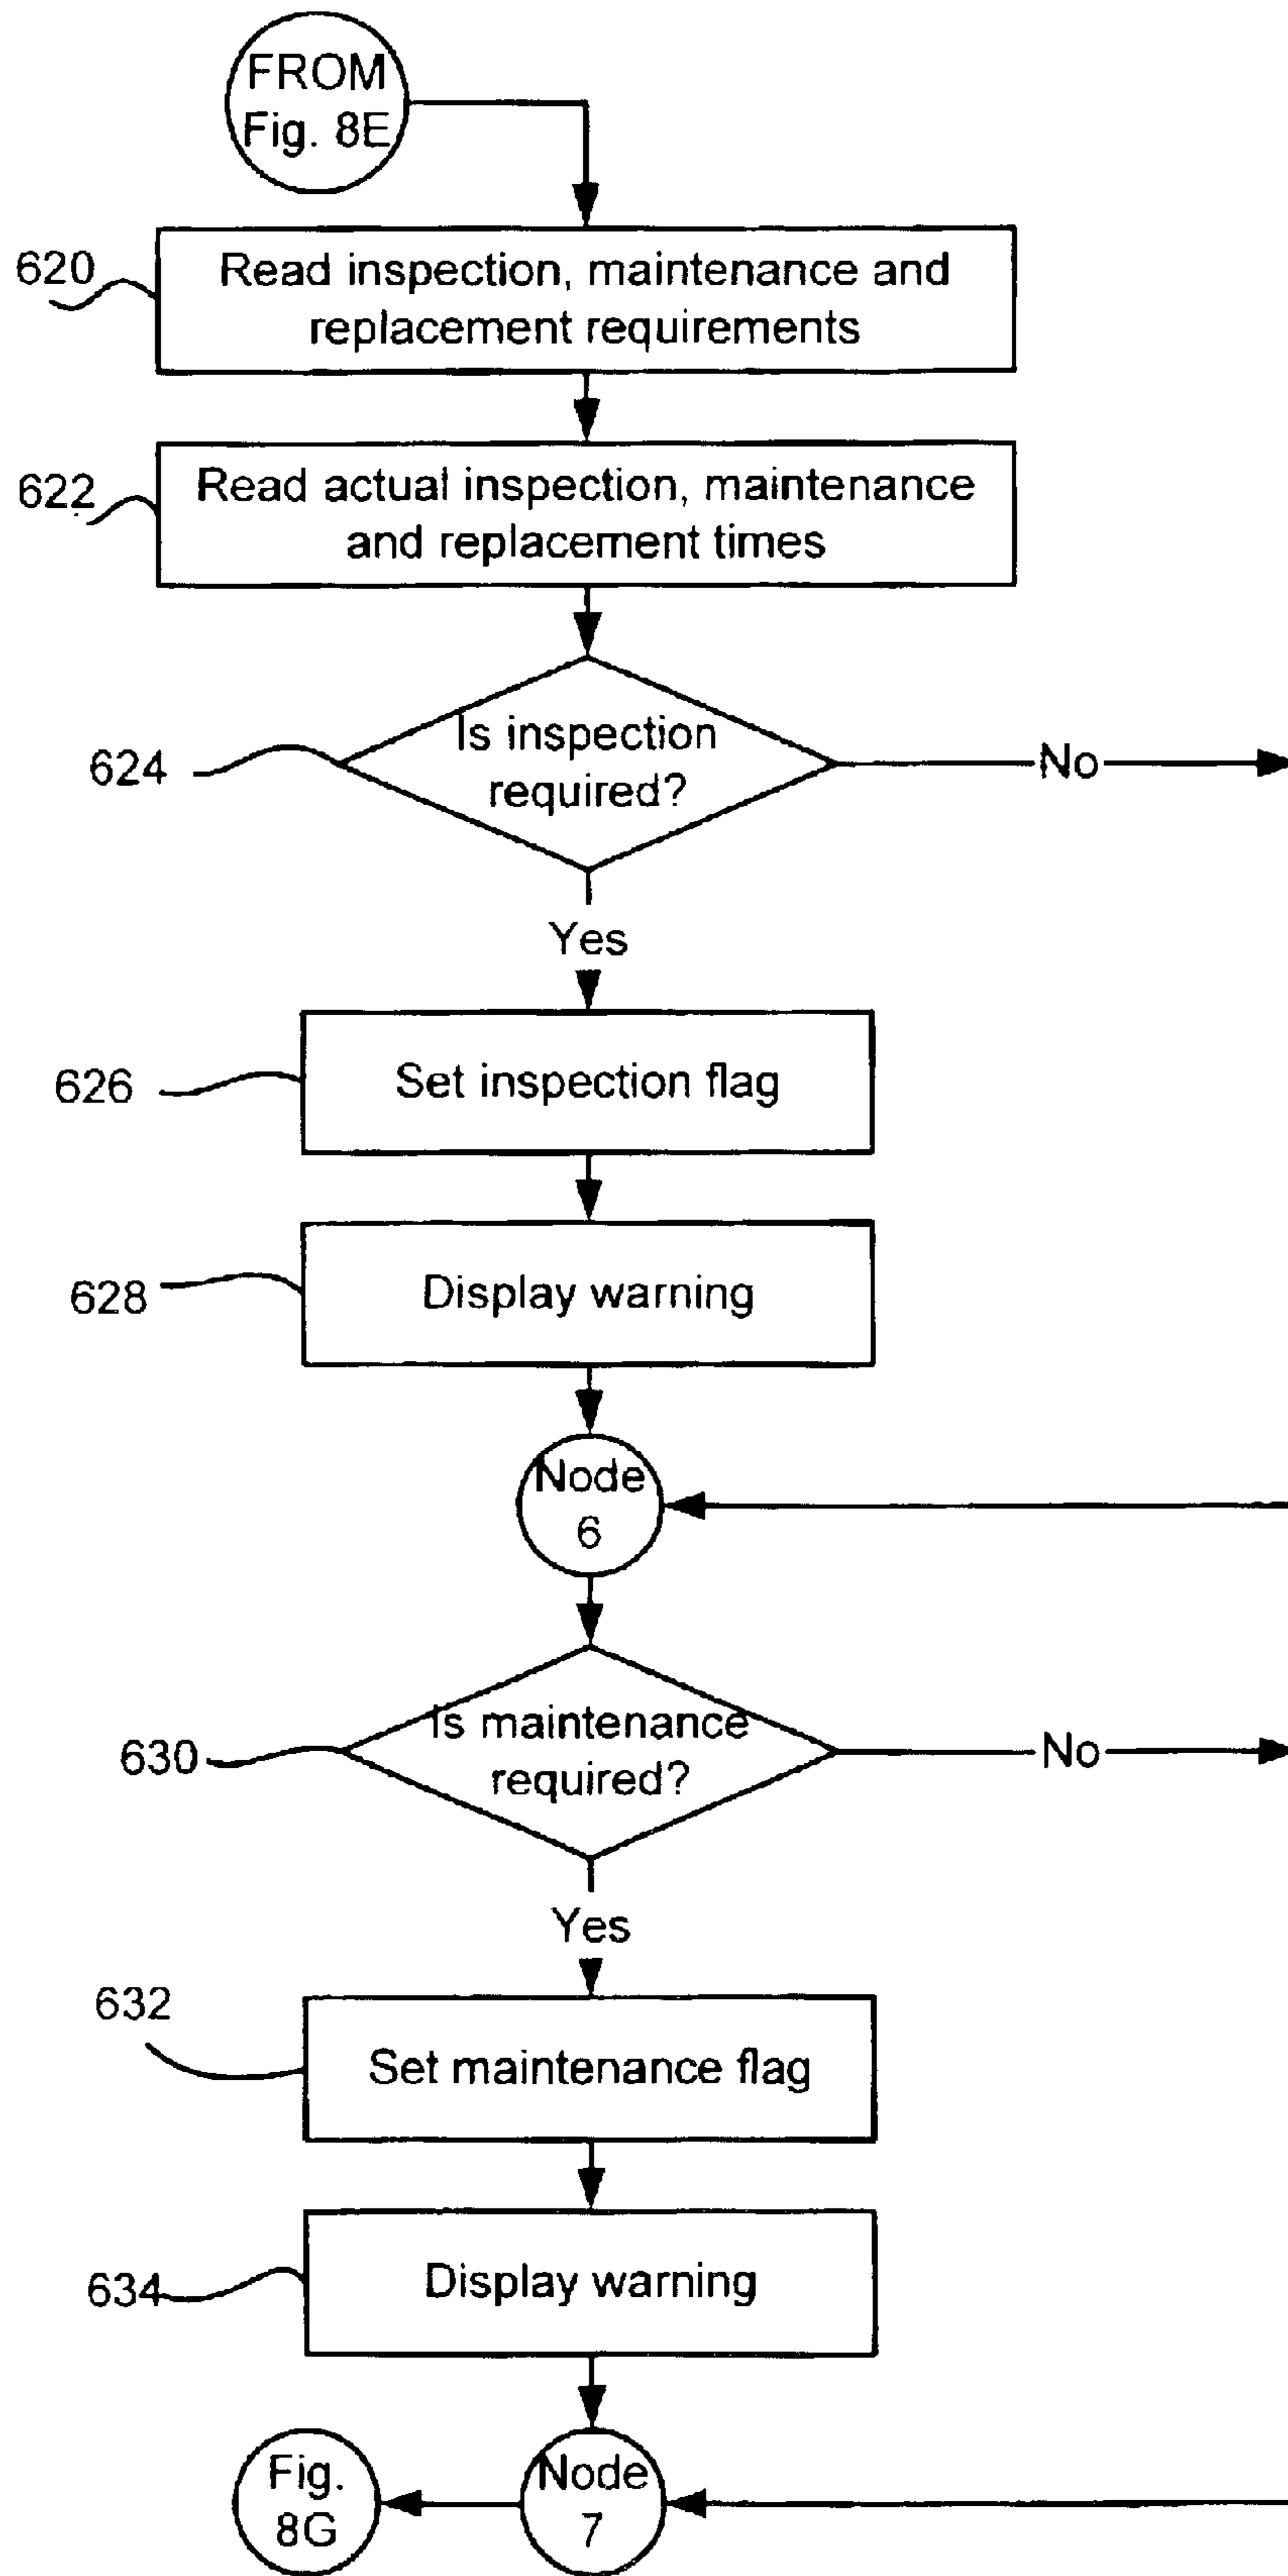 FROM
Fig. 8E
620
Read inspection, maintenance and
replacement requirements
622
Read actual inspection, maintenance
and replacement times
624
Is inspection
required?
No
Yes
626
Set inspection flag
628
Display warning
Node
6
630
Is maintenance
required?
No
Yes
632
Set maintenance flag
634
Display warning
Fig.
8G
Node
7